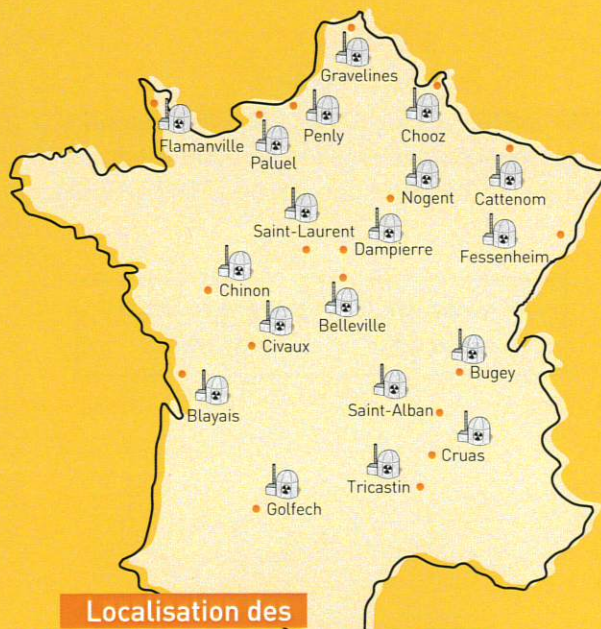 Gravelines
Flamanville
Paluel
Penly
Chooz
Nogent
Cattenom
Saint-Laurent
Dampierre
Fessenheim
Chinon
Belleville
Civaux
Bugey
Blayais
Saint-Alban
Cruas
Tricastin
Golfech
Localisation des